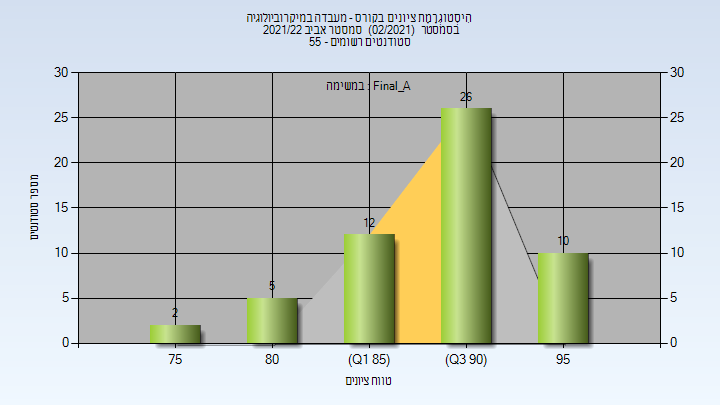 היסטוגרמת ציונים בקורס - מעבדה במיקרוביולוגיה
בסמסטר (02/2021) סמסטר אביב 2021/22
סטודנטים רשומים - 55
במשימה : Final_A
30 30
25 25
20 20
15 15
10 10
5 5
0 0
מספר סטודנטים
2 5 12 26 10
75 80 (Q1 85) (Q3 90) 95
טווח ציונים